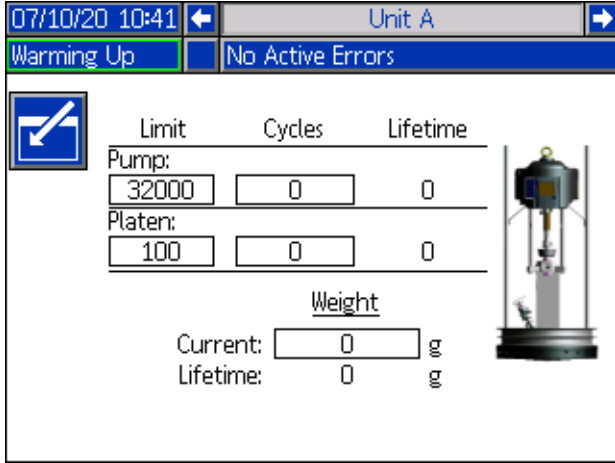 07/10/20 10:41 Unit A
Warming Up No Active Errors
Limit Cycles Lifetime
Pump:
32000 0 0
Platen:
100 0 0
Weight
Current: 0 g
Lifetime: 0 g